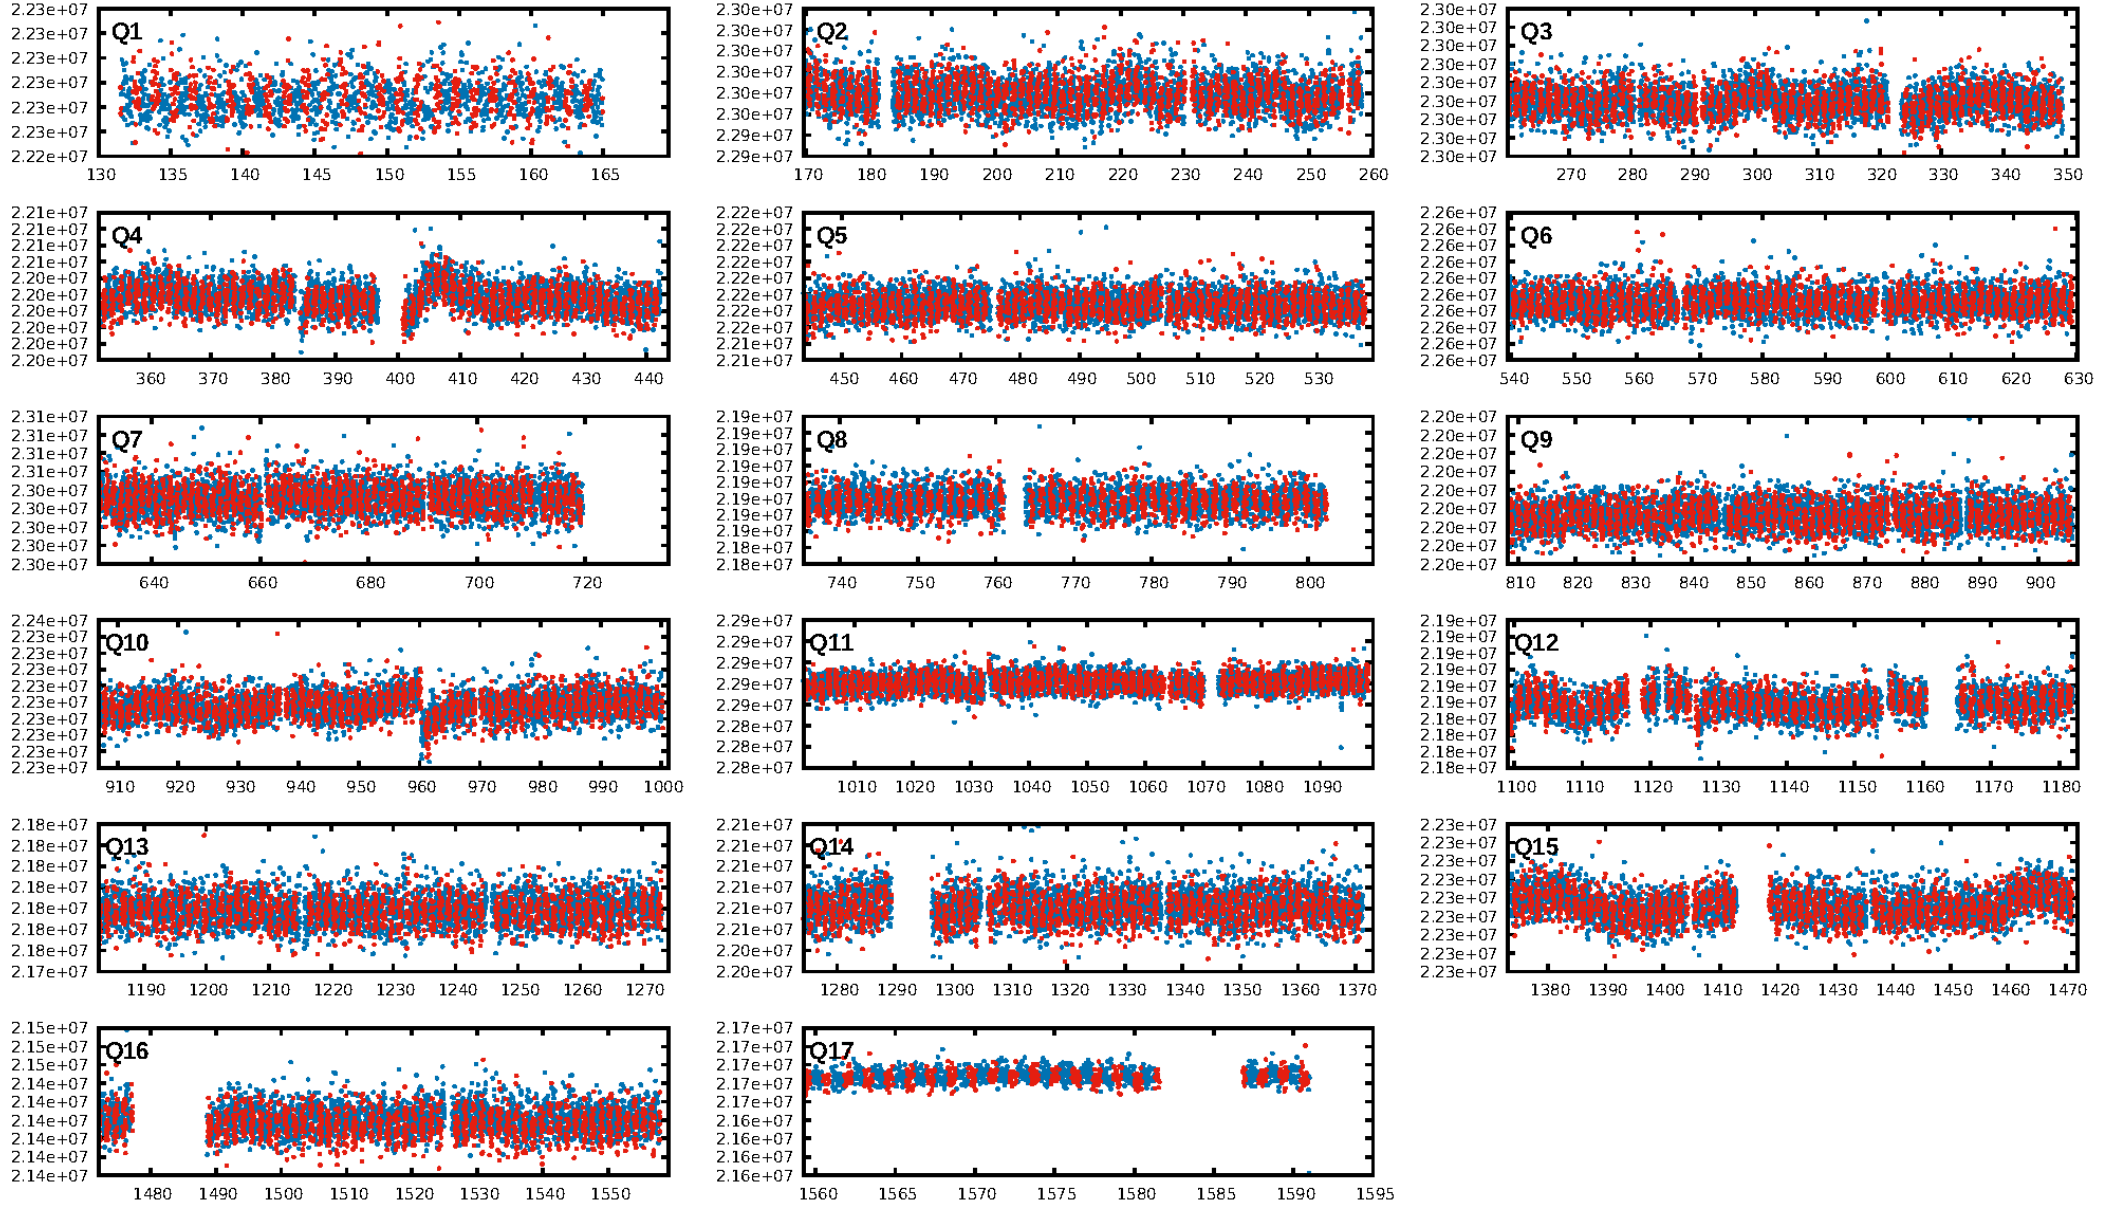 Q1
2.23e+07
2.23e+07
2.23e+07
2.23e+07
2.23e+07
2.23e+07
2.22e+07
130 135 140 145 150 155 160 165
Q2
2.30e+07
2.30e+07
2.30e+07
2.30e+07
2.30e+07
2.30e+07
2.29e+07
2.29e+07
170 180 190 200 210 220 230 240 250 260
Q3
2.30e+07
2.30e+07
2.30e+07
2.30e+07
2.30e+07
2.30e+07
2.30e+07
2.30e+07
2.30e+07
270 280 290 300 310 320 330 340 350
Q4
2.21e+07
2.21e+07
2.21e+07
2.20e+07
2.20e+07
2.20e+07
2.20e+07
2.20e+07
2.20e+07
2.20e+07
360 370 380 390 400 410 420 430 440
Q5
2.22e+07
2.22e+07
2.22e+07
2.22e+07
2.22e+07
2.22e+07
2.22e+07
2.22e+07
2.21e+07
2.21e+07
450 460 470 480 490 500 510 520 530
Q6
2.26e+07
2.26e+07
2.26e+07
2.26e+07
2.26e+07
2.26e+07
2.26e+07
2.26e+07
2.26e+07
2.26e+07
540 550 560 570 580 590 600 610 620 630
Q7
2.31e+07
2.31e+07
2.31e+07
2.31e+07
2.30e+07
2.30e+07
2.30e+07
2.30e+07
2.30e+07
640 660 680 700 720
Q8
2.19e+07
2.19e+07
2.19e+07
2.19e+07
2.19e+07
2.19e+07
2.19e+07
2.19e+07
2.18e+07
2.18e+07
740 750 760 770 780 790 800
Q9
2.20e+07
2.20e+07
2.20e+07
2.20e+07
2.20e+07
2.20e+07
2.20e+07
2.20e+07
2.20e+07
810 820 830 840 850 860 870 880 890 900
Q10
2.24e+07
2.23e+07
2.23e+07
2.23e+07
2.23e+07
2.23e+07
2.23e+07
2.23e+07
2.23e+07
2.23e+07
910 920 930 940 950 960 970 980 990 1000
Q11
2.29e+07
2.29e+07
2.29e+07
2.29e+07
2.29e+07
2.28e+07
2.28e+07
2.28e+07
1010 1020 1030 1040 1050 1060 1070 1080 1090
Q12
2.19e+07
2.19e+07
2.19e+07
2.19e+07
2.19e+07
2.19e+07
2.18e+07
2.18e+07
2.18e+07
2.18e+07
1100 1110 1120 1130 1140 1150 1160 1170 1180
Q13
2.18e+07
2.18e+07
2.18e+07
2.18e+07
2.18e+07
2.18e+07
2.18e+07
2.17e+07
1190 1200 1210 1220 1230 1240 1250 1260 1270
Q14
2.21e+07
2.21e+07
2.21e+07
2.21e+07
2.21e+07
2.21e+07
2.20e+07
2.20e+07
1280 1290 1300 1310 1320 1330 1340 1350 1360 1370
Q15
2.23e+07
2.23e+07
2.23e+07
2.23e+07
2.23e+07
2.23e+07
2.23e+07
2.23e+07
2.23e+07
1380 1390 1400 1410 1420 1430 1440 1450 1460 1470
Q16
2.15e+07
2.15e+07
2.15e+07
2.14e+07
2.14e+07
2.14e+07
2.14e+07
2.14e+07
2.14e+07
1480 1490 1500 1510 1520 1530 1540 1550
Q17
2.17e+07
2.17e+07
2.17e+07
2.17e+07
2.17e+07
2.16e+07
2.16e+07
2.16e+07
2.16e+07
1560 1565 1570 1575 1580 1585 1590 1595